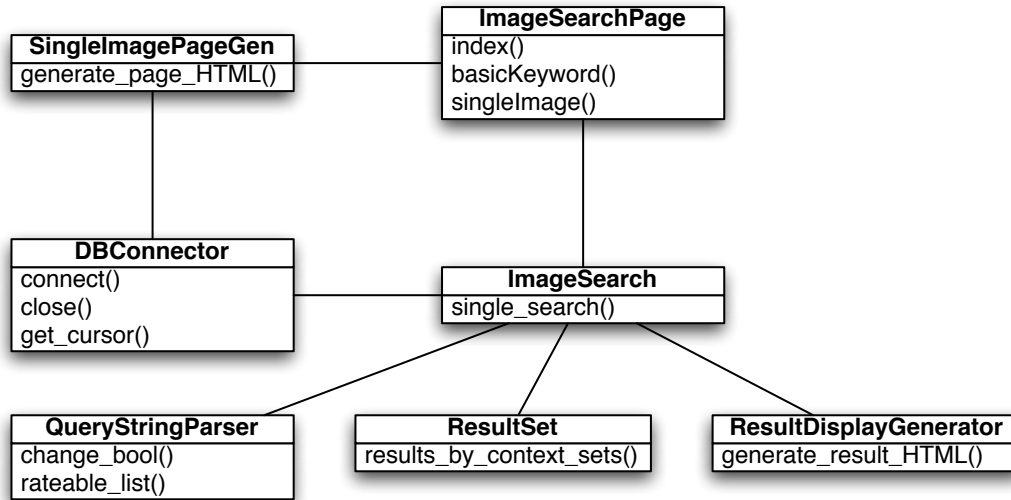 SingleImagePageGen
generate_page_HTML()
ImageSearchPage
index()
basicKeyword()
singleImage()
DBConnector
connect()
close()
get_cursor()
ImageSearch
single_search()
QueryStringParser
change_bool()
rateable_list()
ResultSet
results_by_context_sets()
ResultDisplayGenerator
generate_result_HTML()